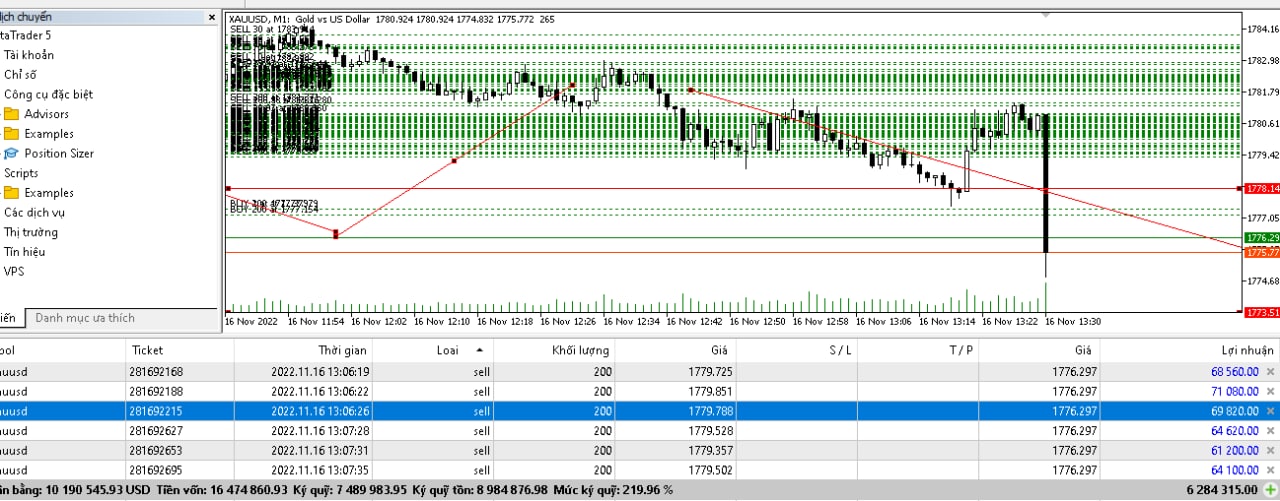 lịch chuyển
taTrader 5
Tài khoản
Chỉ số
Công cụ đặc biệt
Advisors
Examples
Position Sizer
Scripts
Examples
Các dịch vụ
Thị trường
Tín hiệu
VPS
iến Danh mục ưa thích
XAUUSD, M1: Gold vs US Dollar 1780.924 1780.924 1774.832 1775.772 265
SELL 30 at
BUY 200 at 1777.154
1784.16
1782.98
1781.79
1780.61
1779.42
1778.14
1777.05
1776.29
1775.77
1774.68
1773.51
16 Nov 2022 16 Nov 11:54 16 Nov 12:02 16 Nov 12:10 16 Nov 12:18 16 Nov 12:26 16 Nov 12:34 16 Nov 12:42 16 Nov 12:50 16 Nov 12:58 16 Nov 13:06 16 Nov 13:14 16 Nov 13:22 16 Nov 13:30
bol Ticket Thời gian Loại Khối lượng Giá S / L T / P Giá Lợi nhuận
uusd 281692168 2022.11.16 13:06:19 sell 200 1779.725 1776.297 68 560.00
uusd 281692188 2022.11.16 13:06:22 sell 200 1779.851 1776.297 71 080.00
uusd 281692215 2022.11.16 13:06:26 sell 200 1779.788 1776.297 69 820.00
uusd 281692627 2022.11.16 13:07:28 sell 200 1779.528 1776.297 64 620.00
uusd 281692653 2022.11.16 13:07:31 sell 200 1779.357 1776.297 61 200.00
uusd 281692695 2022.11.16 13:07:35 sell 200 1779.502 1776.297 64 100.00
ân bằng: 10 190 545.93 USD Tiền vốn: 16 474 860.93 Ký quỹ: 7 489 983.95 Ký quỹ tồn: 8 984 876.98 Mức ký quỹ: 219.96 % 6 284 315.00